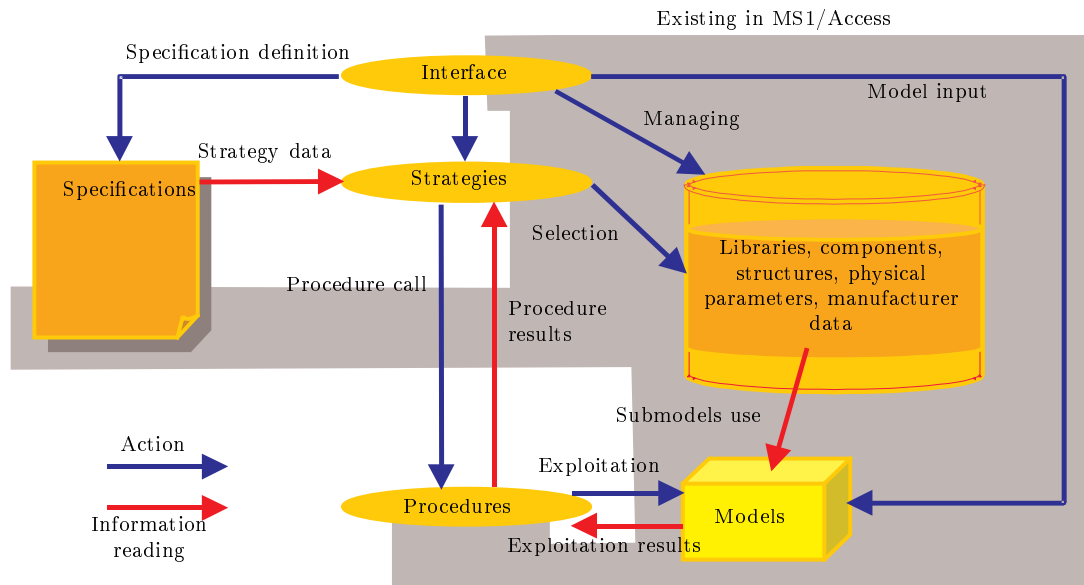 Existing in MS1/Access
Specification definition
Interface
Model input
Managing
Strategy data
Specifications
Strategies
Selection
Libraries, components,
structures, physical
parameters, manufacturer
data
Procedure call
Procedure
results
Submodels use
Action
Exploitation
Procedures
Models
Information
reading
Exploitation results